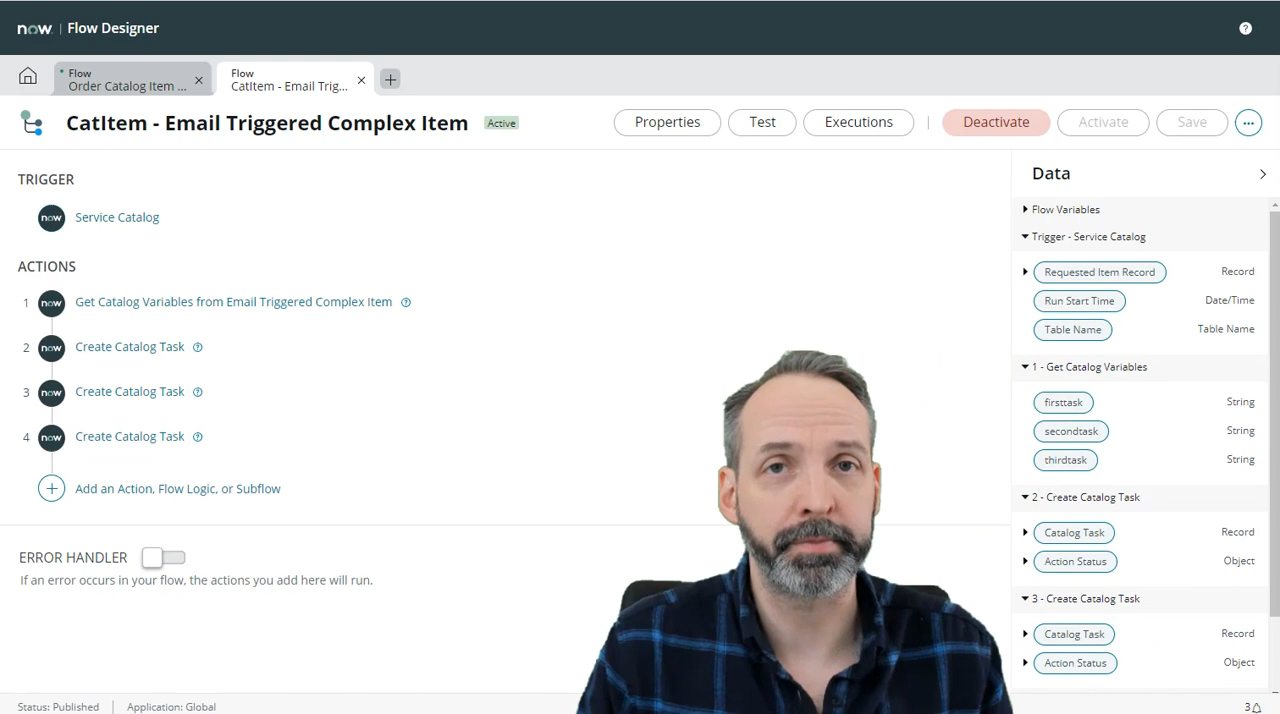 now. | Flow Designer
?
* Flow
Order Catalog Item ... ×
Flow
CatItem - Email Trig... ×
+
CatItem - Email Triggered Complex Item Active
Properties Test Executions | Deactivate Activate Save ...
TRIGGER
now Service Catalog
ACTIONS
1 now Get Catalog Variables from Email Triggered Complex Item ?
2 now Create Catalog Task ?
3 now Create Catalog Task ?
4 now Create Catalog Task ?
+ Add an Action, Flow Logic, or Subflow
ERROR HANDLER
If an error occurs in your flow, the actions you add here will run.
Data
Flow Variables
Trigger - Service Catalog
Requested Item Record Record
Run Start Time Date/Time
Table Name Table Name
1 - Get Catalog Variables
firsttask String
secondtask String
thirdtask String
2 - Create Catalog Task
Catalog Task Record
Action Status Object
3 - Create Catalog Task
Catalog Task Record
Action Status Object
Status: Published | Application: Global
3